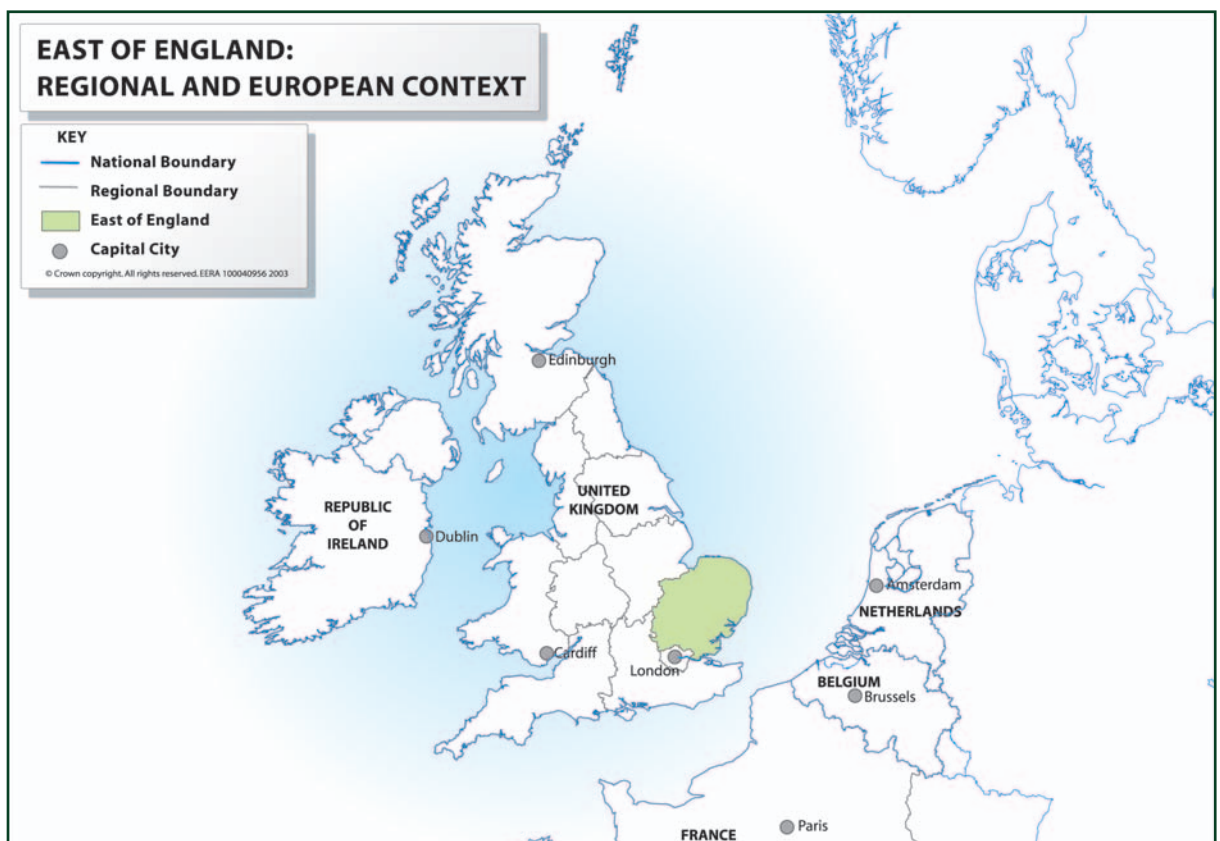 EAST OF ENGLAND:
REGIONAL AND EUROPEAN CONTEXT
KEY
National Boundary
Regional Boundary
East of England
Capital City
© Crown copyright. All rights reserved. EERA 100040956 2003
Edinburgh
UNITED
KINGDOM
REPUBLIC
OF
IRELAND
Dublin
Amsterdam
NETHERLANDS
Cardiff
London
BELGIUM
Brussels
Paris
FRANCE